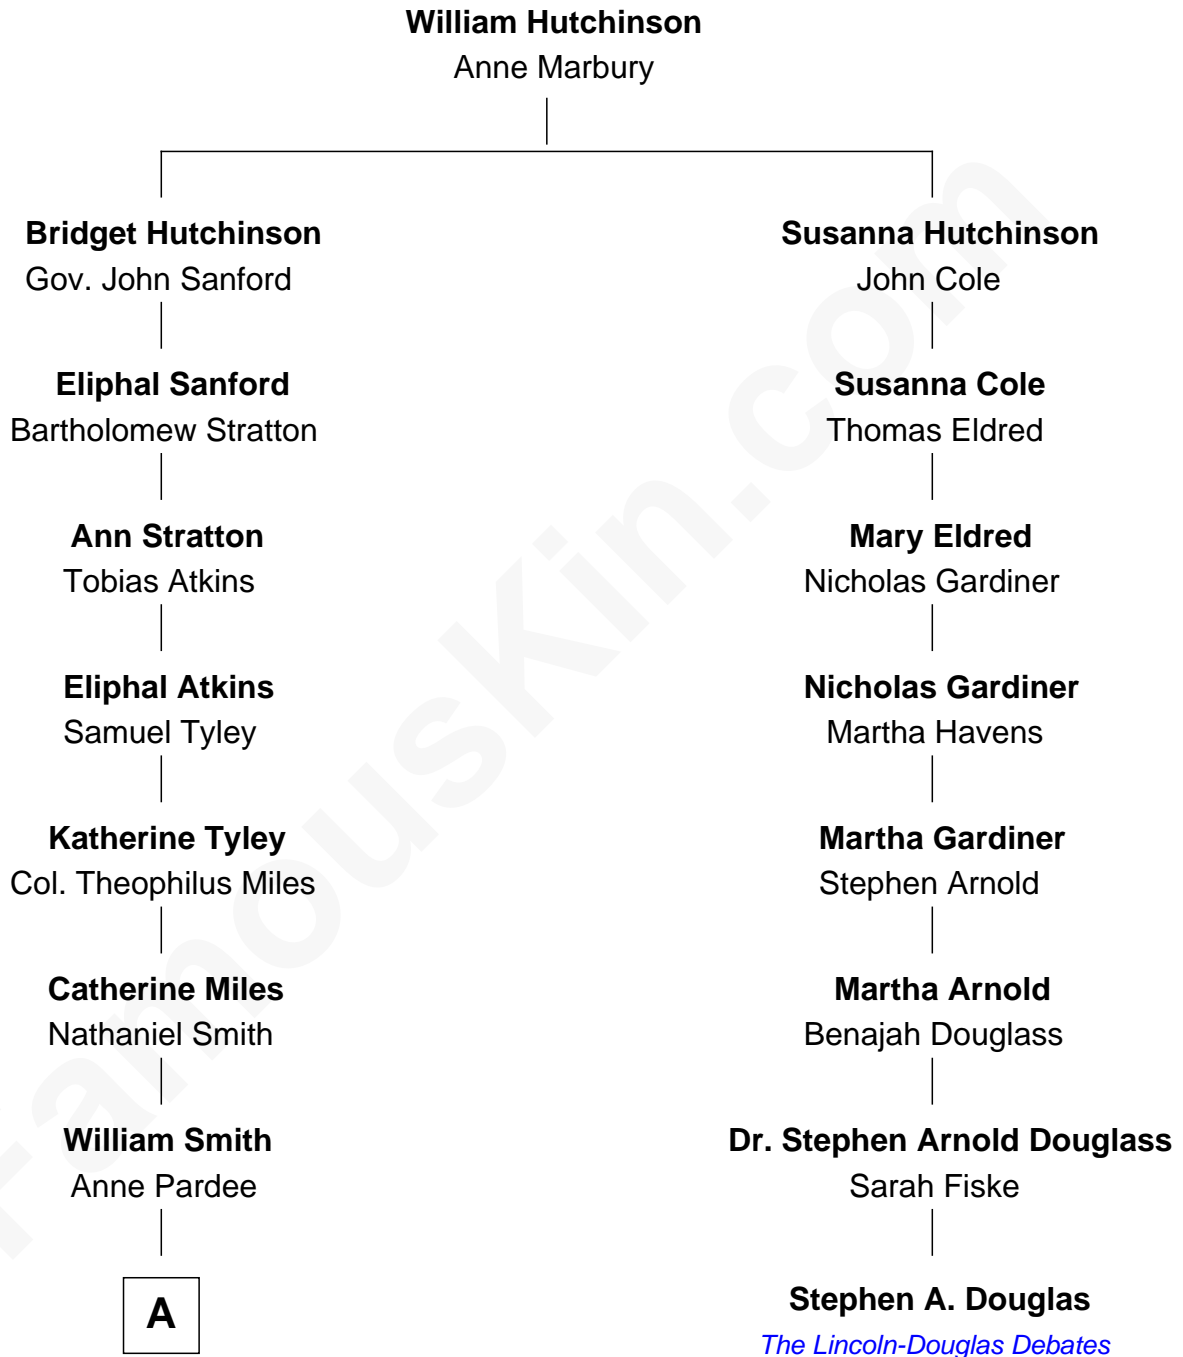 William Hutchinson
Anne Marbury
Bridget Hutchinson
Gov. John Sanford
Susanna Hutchinson
John Cole
Eliphal Sanford
Bartholomew Stratton
Susanna Cole
Thomas Eldred
Ann Stratton
Tobias Atkins
Mary Eldred
Nicholas Gardiner
Eliphal Atkins
Samuel Tyley
Nicholas Gardiner
Martha Havens
Katherine Tyley
Col. Theophilus Miles
Martha Gardiner
Stephen Arnold
Catherine Miles
Nathaniel Smith
Martha Arnold
Benajah Douglass
William Smith
Anne Pardee
Dr. Stephen Arnold Douglass
Sarah Fiske
A
Stephen A. Douglas
The Lincoln-Douglas Debates
FamousKin.com